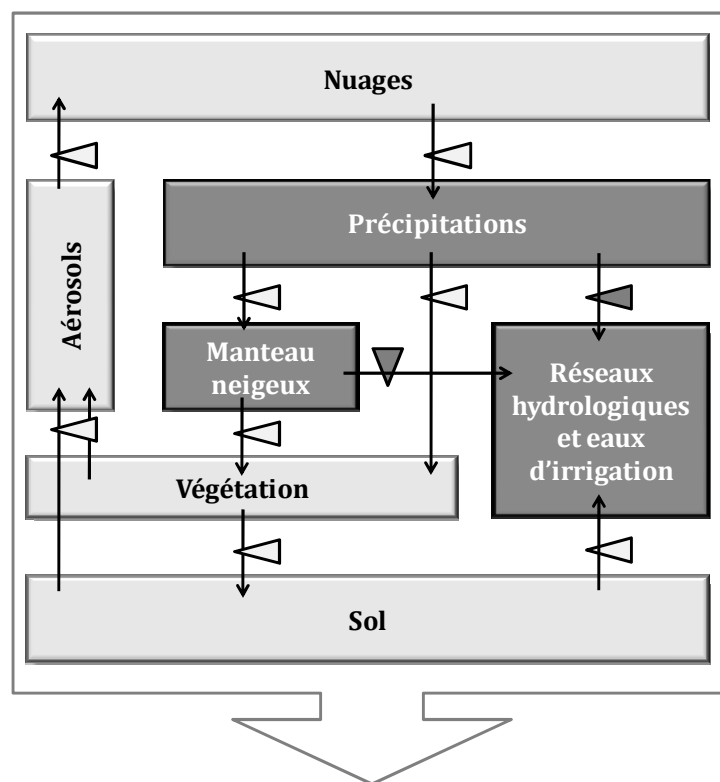 Nuages
Précipitations
Aérosols
Manteau
neigeux
Réseaux
hydrologiques
et eaux
d'irrigation
Végétation
Sol